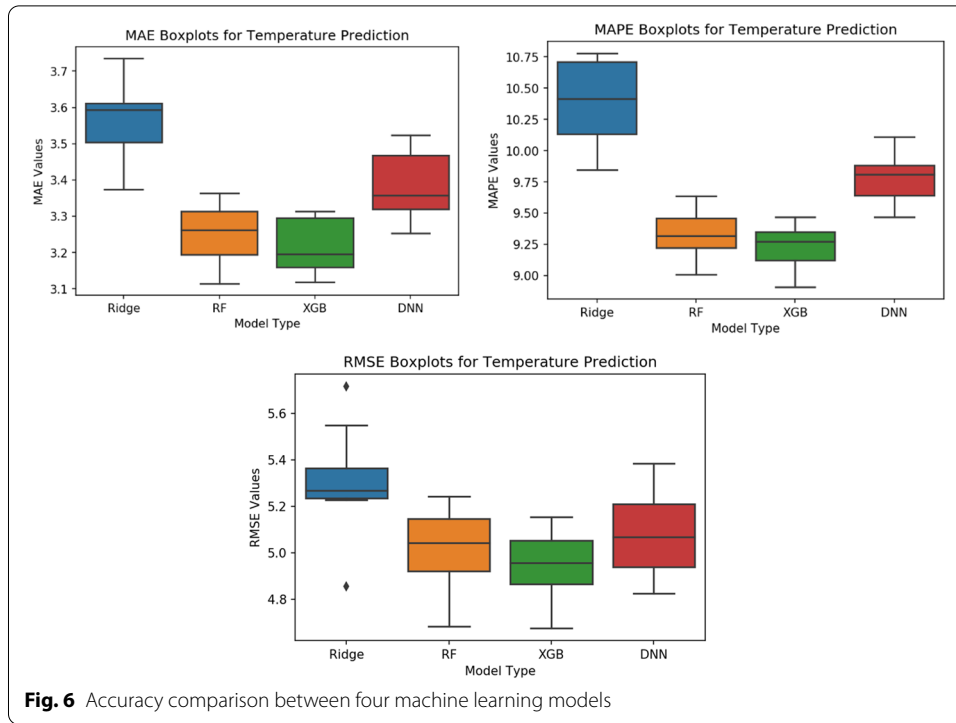 MAE Boxplots for Temperature Prediction
MAE Values
3.7
3.6
3.5
3.4
3.3
3.2
3.1
Ridge RF XGB DNN
Model Type
MAPE Boxplots for Temperature Prediction
MAPE Values
10.75
10.50
10.25
10.00
9.75
9.50
9.25
9.00
Ridge RF XGB DNN
Model Type
RMSE Boxplots for Temperature Prediction
RMSE Values
5.6
5.4
5.2
5.0
4.8
Ridge RF XGB DNN
Model Type
Fig. 6 Accuracy comparison between four machine learning models